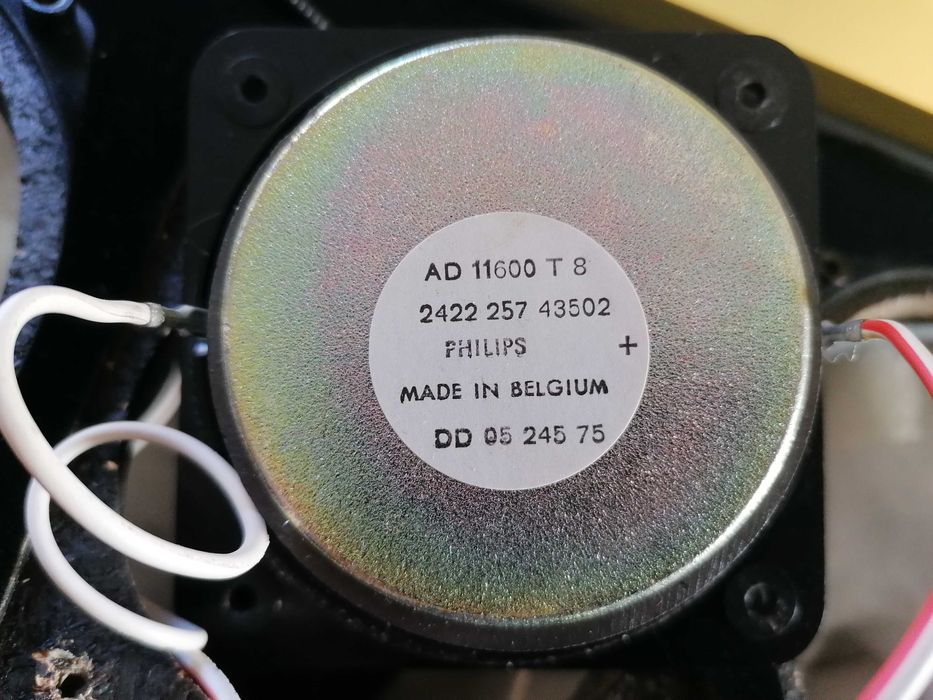 AD 11600 T 8
2422 257 43502
PHILIPS +
MADE IN BELGIUM
DD 05 245 75